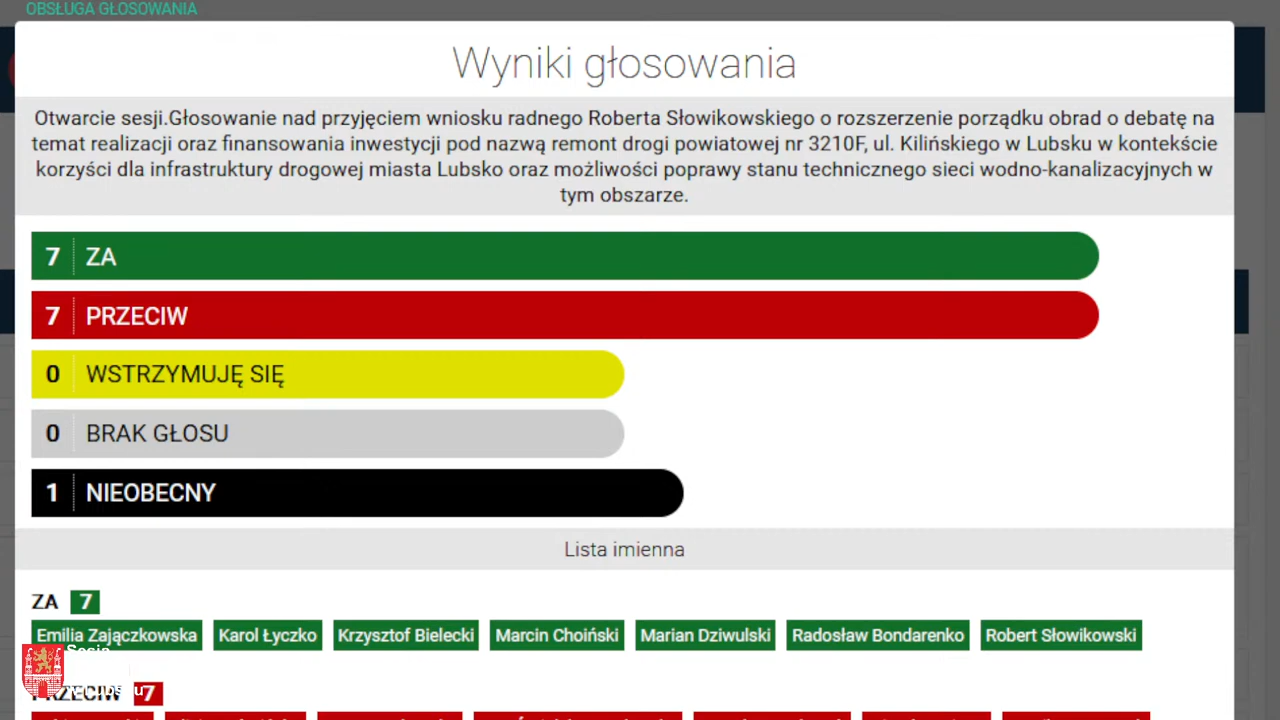 OBSŁUGA GŁOSOWANIA
Wyniki głosowania
Otwarcie sesji.Głosowanie nad przyjęciem wniosku radnego Roberta Słowikowskiego o rozszerzenie porządku obrad o debatę na
temat realizacji oraz finansowania inwestycji pod nazwą remont drogi powiatowej nr 3210F, ul. Kilińskiego w Lubsku w kontekście
korzyści dla infrastruktury drogowej miasta Lubsko oraz możliwości poprawy stanu technicznego sieci wodno-kanalizacyjnych w
tym obszarze.
7 ZA
7 PRZECIW
0 WSTRZYMUJĘ SIĘ
0 BRAK GŁOSU
1 NIEOBECNY
Lista imienna
ZA 7
Emilia Zajączkowska Karol Łyczko Krzysztof Bielecki Marcin Choiński Marian Dziwulski Radosław Bondarenko Robert Słowikowski
Sesja
PRZECIW 7